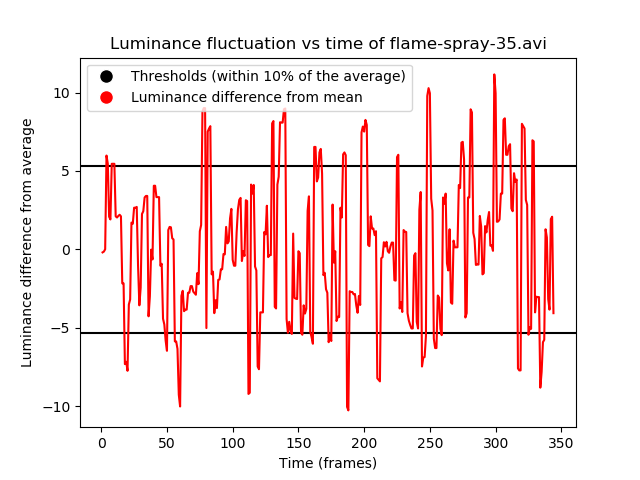 Luminance fluctuation vs time of flame-spray-35.avi
Thresholds (within 10% of the average)
Luminance difference from mean
Luminance difference from average
10
5
0
−5
−10
0 50 100 150 200 250 300 350
Time (frames)